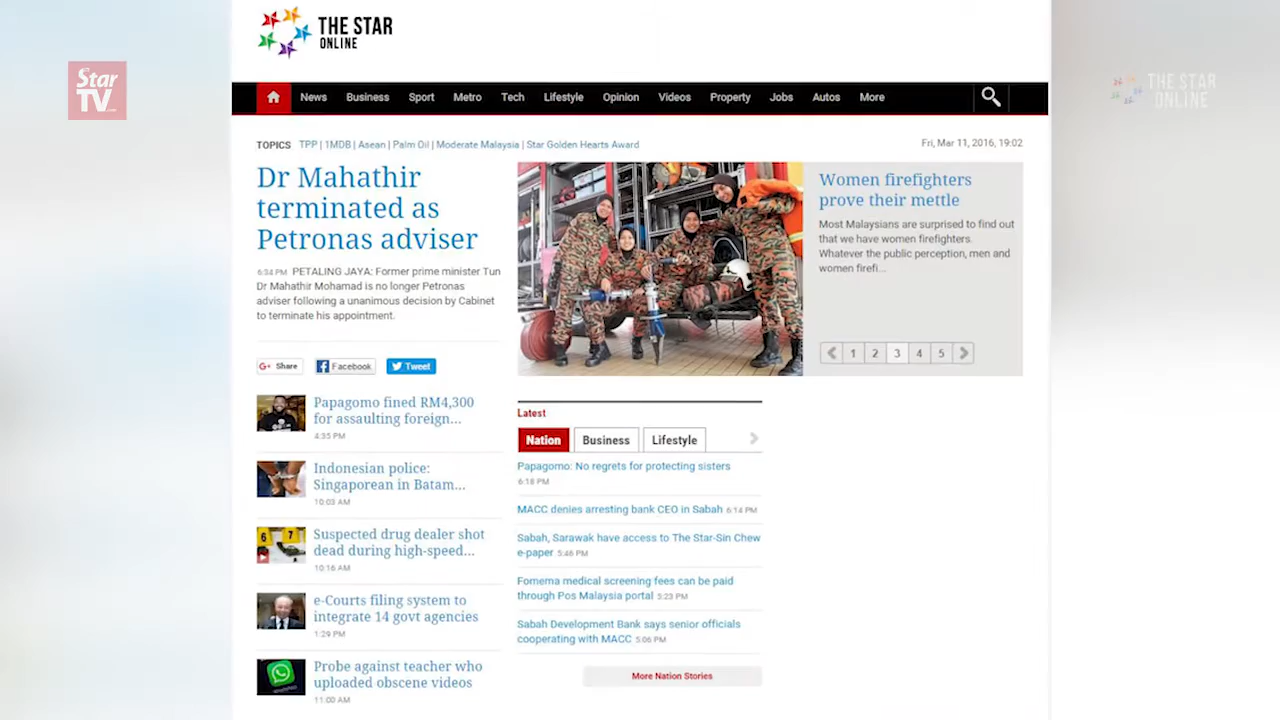 Star
TV
THE STAR
ONLINE
THE STAR
ONLINE
News Business Sport Metro Tech Lifestyle Opinion Videos Property Jobs Autos More
TOPICS TPP | 1MDB | Asean | Palm Oil | Moderate Malaysia | Star Golden Hearts Award
Fri, Mar 11, 2016, 19:02
Dr Mahathir
terminated as
Petronas adviser
6:34 PM PETALING JAYA: Former prime minister Tun
Dr Mahathir Mohamad is no longer Petronas
adviser following a unanimous decision by Cabinet
to terminate his appointment.
G+ Share Facebook Tweet
Papagomo fined RM4,300
for assaulting foreign...
4:35 PM
Indonesian police:
Singaporean in Batam...
10:03 AM
6 7
Suspected drug dealer shot
dead during high-speed...
10:16 AM
e-Courts filing system to
integrate 14 govt agencies
1:29 PM
Probe against teacher who
uploaded obscene videos
11:00 AM
Women firefighters
prove their mettle
Most Malaysians are surprised to find out
that we have women firefighters.
Whatever the public perception, men and
women firefi...
1 2 3 4 5
Latest
Nation Business Lifestyle
Papagomo: No regrets for protecting sisters
6:18 PM
MACC denies arresting bank CEO in Sabah 6:14 PM
Sabah, Sarawak have access to The Star-Sin Chew
e-paper 5:46 PM
Fomema medical screening fees can be paid
through Pos Malaysia portal 5:23 PM
Sabah Development Bank says senior officials
cooperating with MACC 5:06 PM
More Nation Stories